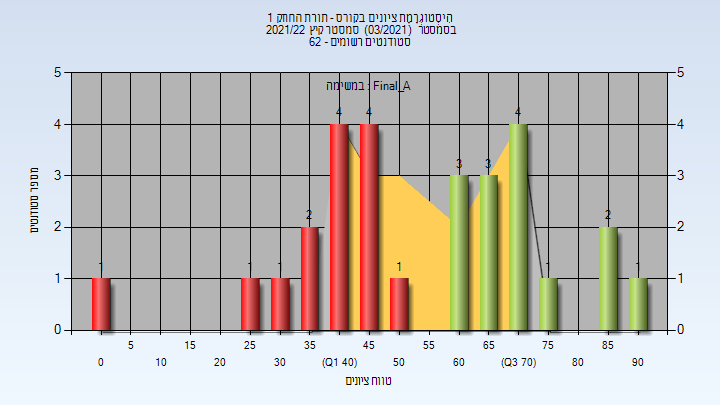 היסטוגרמת ציונים בקורס - תורת החתק 1
בסמסטר (03/2021) סמסטר קיץ 2021/22
סטודנטים רשומים - 62
במשימה : Final_A
5 5
4 4
3 3
2 2
1 1
0 0
1 1 1 2 4 4 1 3 3 4 1 2 1
מספר סטודנטים
5 15 25 35 45 55 65 75 85
0 10 20 30 (Q1 40) 50 60 (Q3 70) 80 90
טווח ציונים